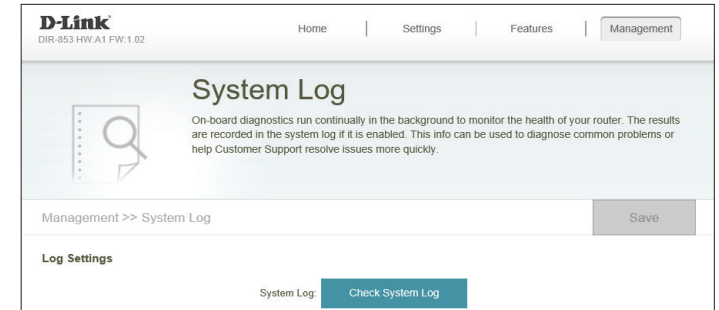 D-Link
DIR-853 HW:A1 FW:1.02
Home | Settings | Features | Management
System Log
On-board diagnostics run continually in the background to monitor the health of your router. The results
are recorded in the system log if it is enabled. This info can be used to diagnose common problems or
help Customer Support resolve issues more quickly.
Management >> System Log
Save
Log Settings
System Log: Check System Log